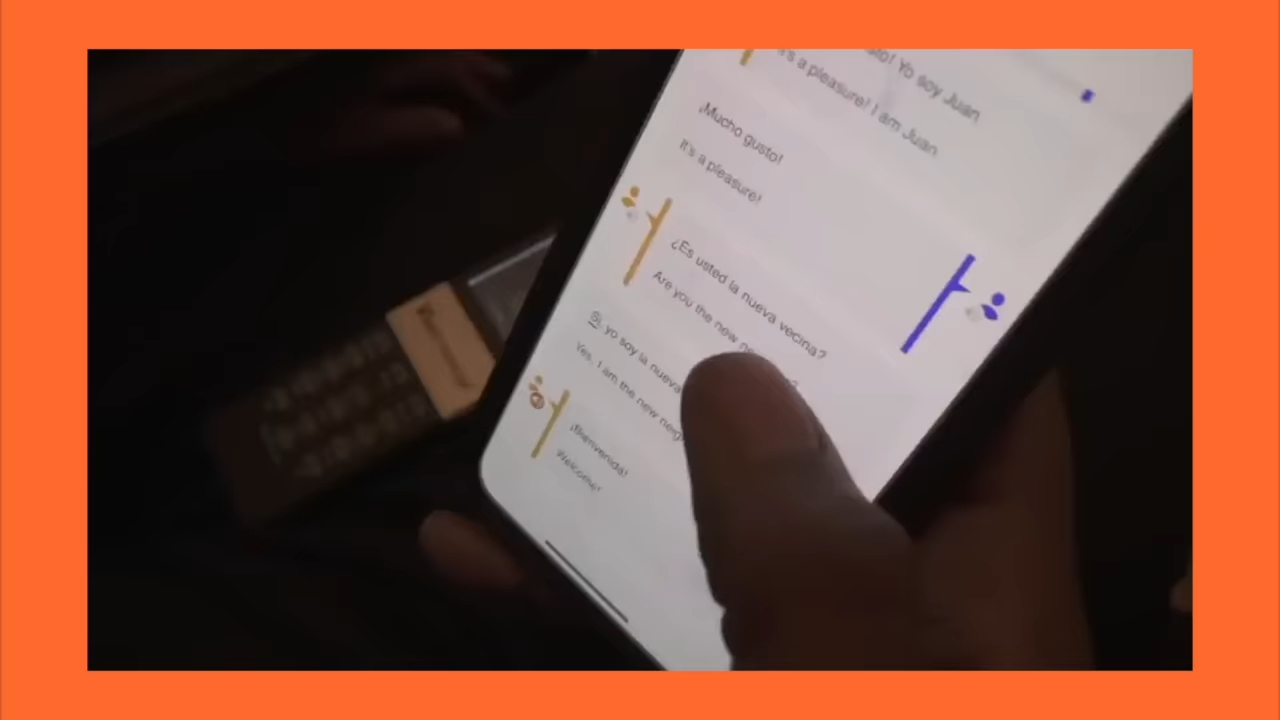 Yo soy Juan
It's a pleasure! I am Juan
¡Mucho gusto!
It's a pleasure!
¿Es usted la nueva vecina?
Are you the new
Sí, yo soy la nueva
Yes, I am the new
¡Bienvenida!
Welcome!